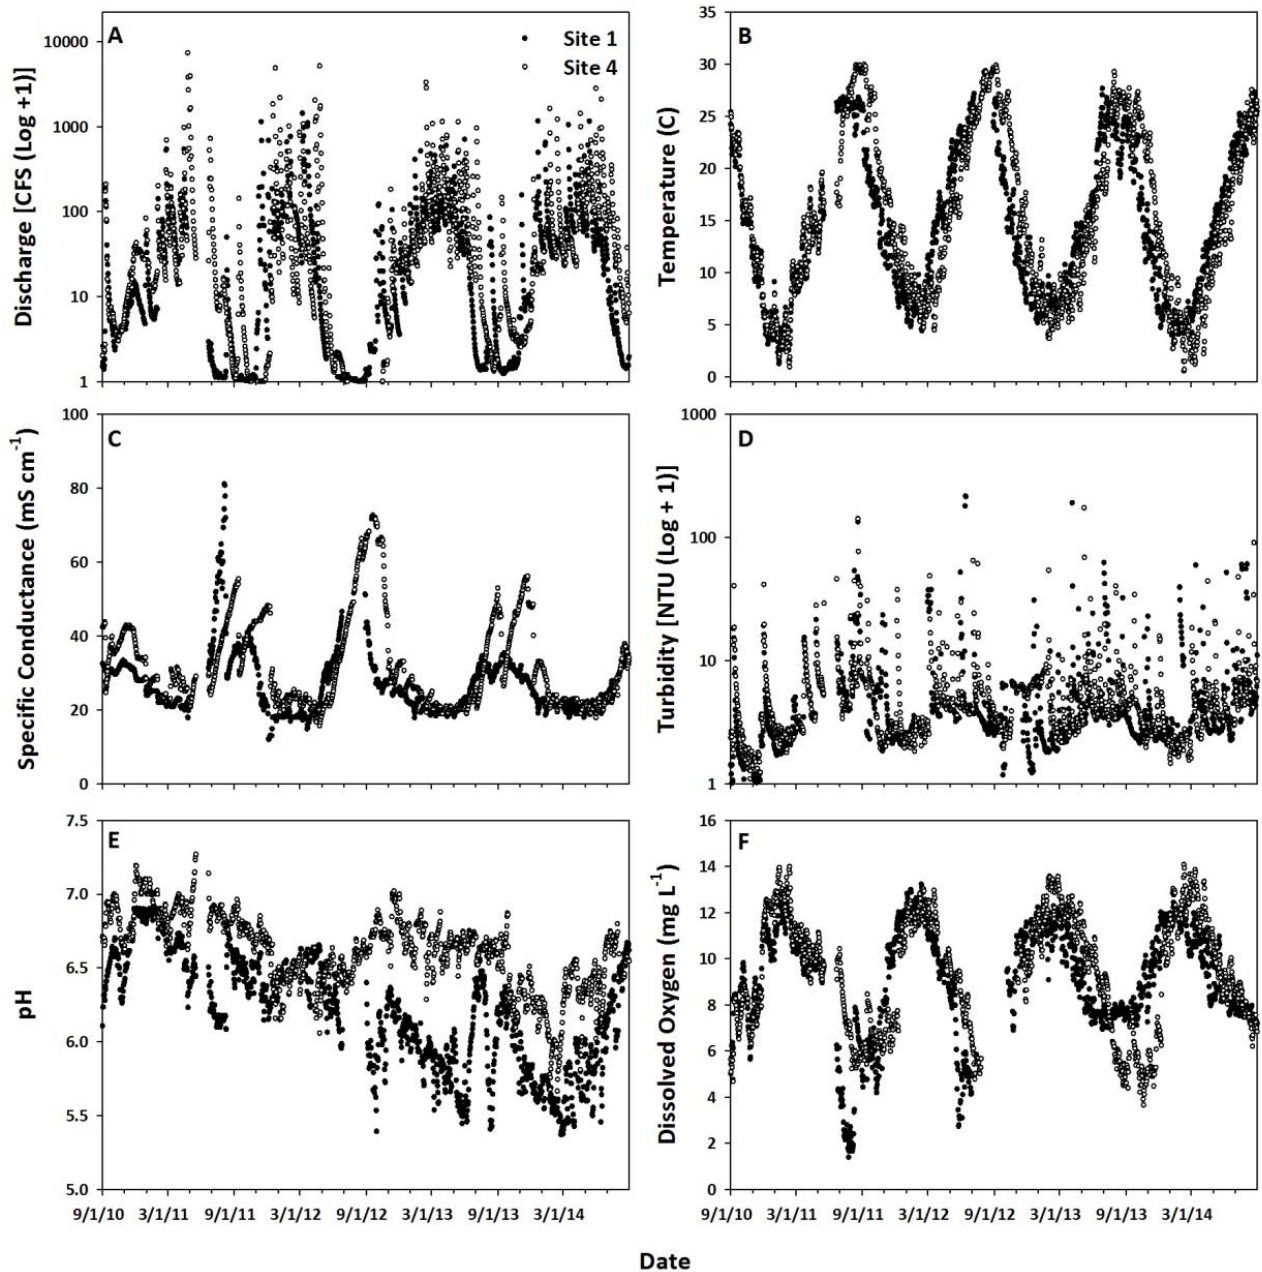 A
Site 1
Site 4
10000
1000
100
10
1
Discharge [CFS (Log +1)]
B
35
30
25
20
15
10
5
0
Temperature (C)
C
100
80
60
40
20
0
Specific Conductance (mS cm-1)
D
1000
100
10
1
Turbidity [NTU (Log + 1)]
E
7.5
7.0
6.5
6.0
5.5
5.0
pH
9/1/10 3/1/11 9/1/11 3/1/12 9/1/12 3/1/13 9/1/13 3/1/14
F
16
14
12
10
8
6
4
2
0
Dissolved Oxygen (mg L-1)
9/1/10 3/1/11 9/1/11 3/1/12 9/1/12 3/1/13 9/1/13 3/1/14
Date